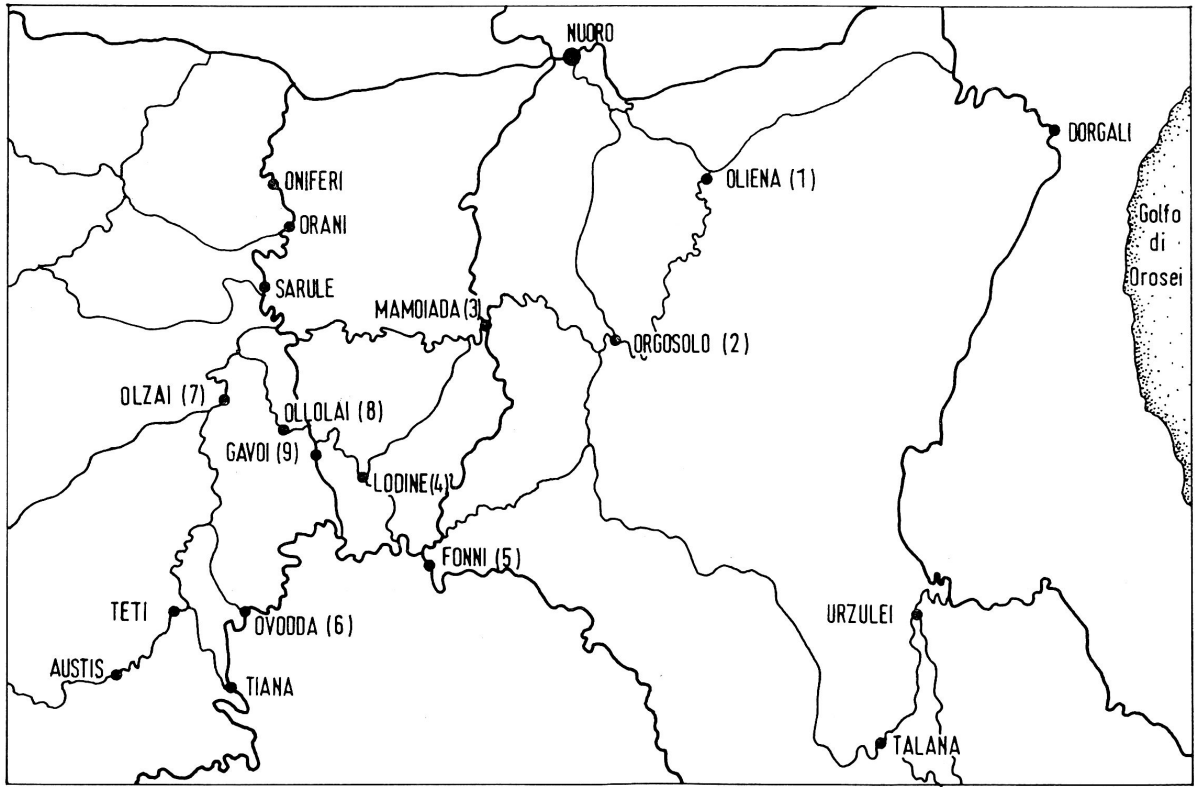 NUORO
DORGALI
OLIENA (1)
ONIFERI
Golfo
di
Orosei
ORANI
SARULE
MAMOIADA (3)
ORGOSOLO (2)
OLZAI (7)
OLLOLAI (8)
GAVOI (9)
LODINE (4)
FONNI (5)
TETI
OVODDA (6)
URZULEI
AUSTIS
TIANA
TALANA